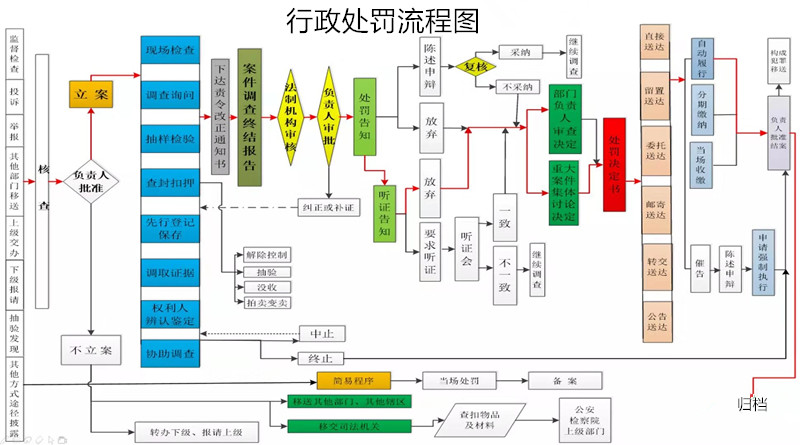 行政处罚流程图
监督检查
投诉
举报
其他部门移送
上级交办
下级报请
抽验发现
其他方式途径披露
核查
负责人
批准
立案
不立案
现场检查
调查询问
抽样检验
查封扣押
先行登记
保存
调取证据
权利人
辨认鉴定
协助调查
下达责令改正通知书
案件调查终结报告
法制机构审核
负责人审批
纠正或补证
解除控制
抽验
没收
拍卖变卖
中止
终止
处罚告知
听证告知
陈述申辩
放弃
放弃
要求听证
复核
采纳
不采纳
继续调查
听证会
一致
不一致
继续调查
部门负责人审查决定
重大案件集体讨论决定
处罚决定书
直接
送达
留置
送达
委托
送达
邮寄
送达
转交
送达
公告
送达
自动履行
分期缴纳
当场收缴
催告
陈述申辩
申请强制执行
构成犯罪移送
负责人批准结案
归档
简易程序
当场处罚
备案
移送其他部门、其他辖区
移交司法机关
转办下级、报请上级
查扣物品
及材料
公安
检察院
上级部门